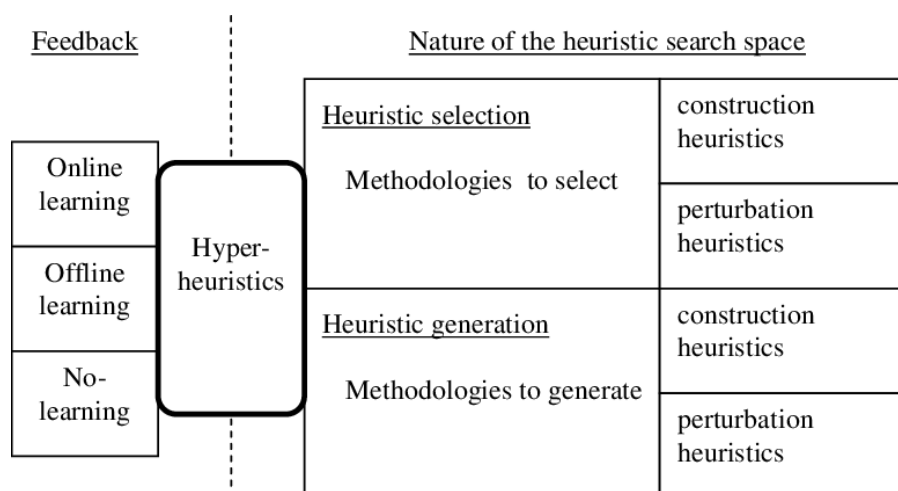 Feedback
Nature of the heuristic search space
Online
learning
Offline
learning
No-
learning
Hyper-
heuristics
Heuristic selection
Methodologies to select
construction
heuristics
perturbation
heuristics
Heuristic generation
Methodologies to generate
construction
heuristics
perturbation
heuristics